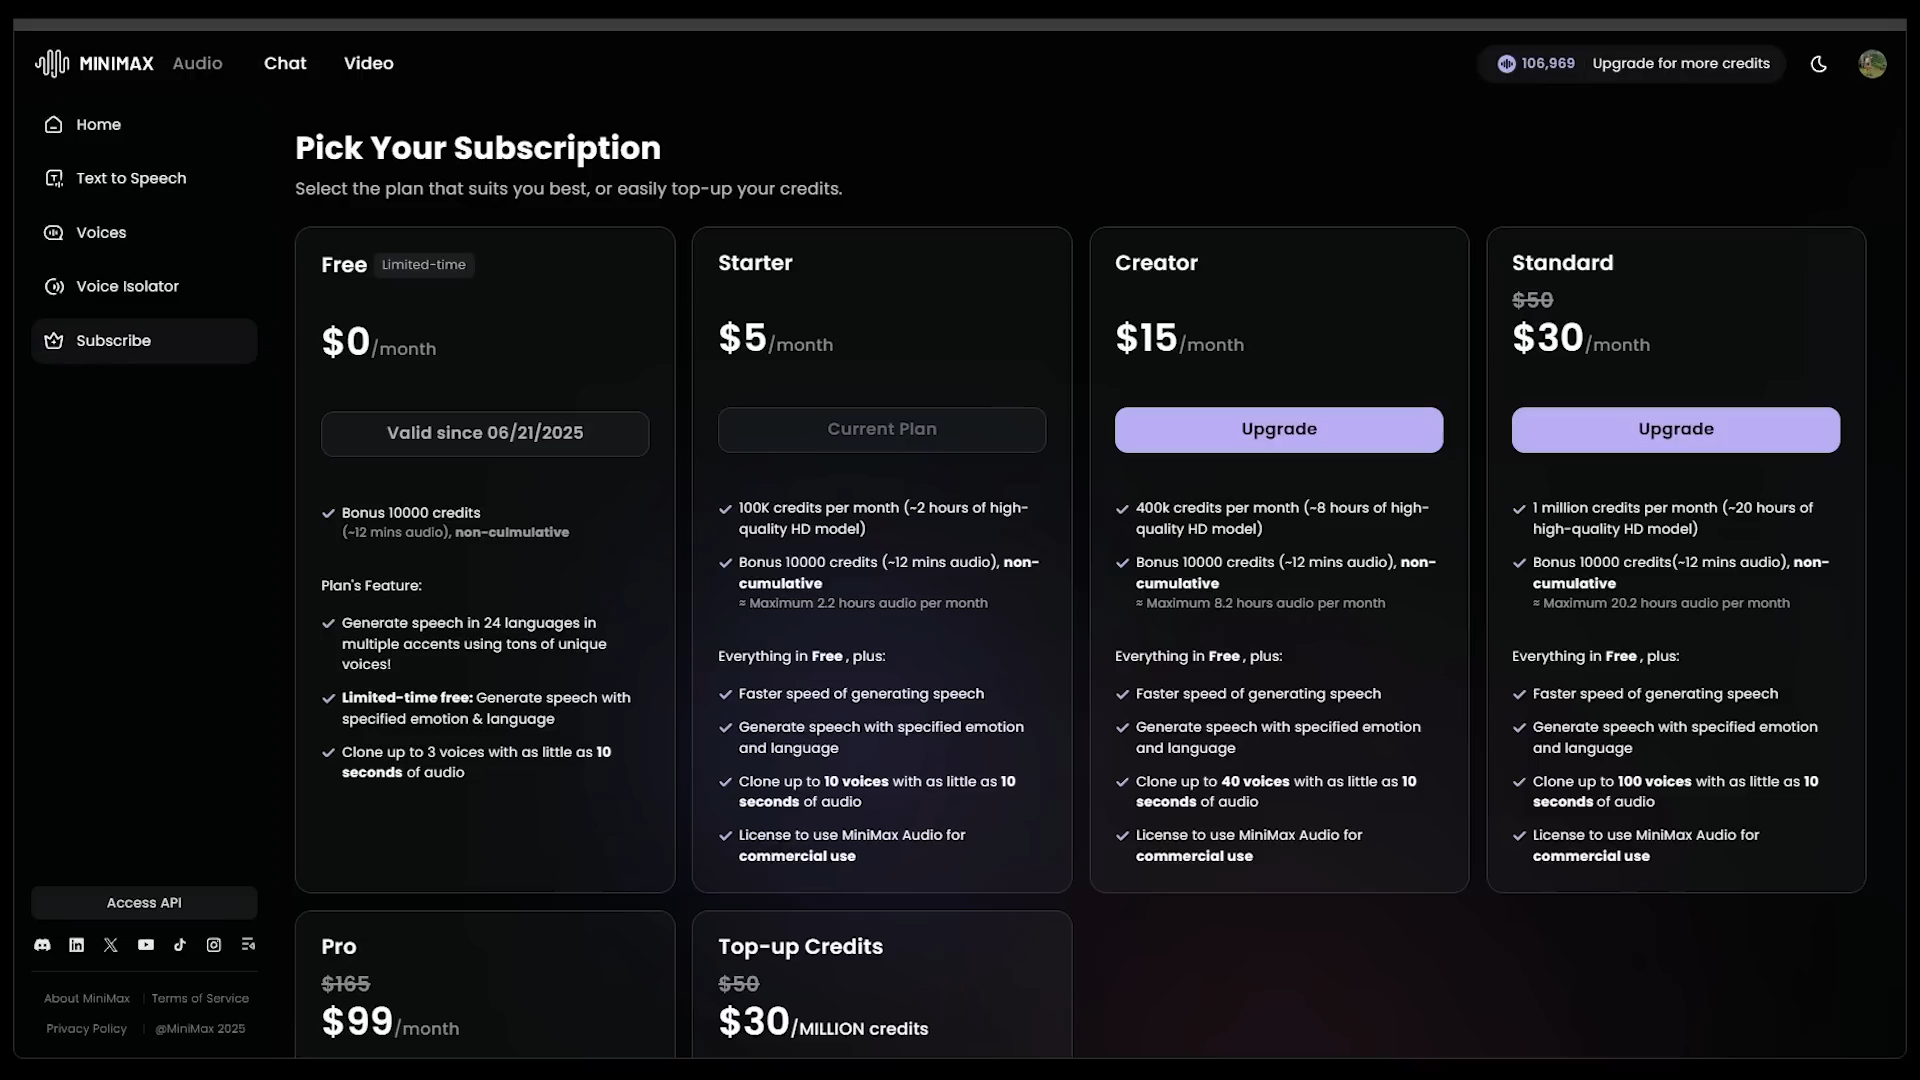 MINIMAX Audio Chat Video
106,969 Upgrade for more credits
Home
Text to Speech
Voices
Voice Isolator
Subscribe
Pick Your Subscription
Select the plan that suits you best, or easily top-up your credits.
Free Limited-time
$0/month
Valid since 06/21/2025
Bonus 10000 credits
(~12 mins audio), non-culmulative
Plan's Feature:
Generate speech in 24 languages in
multiple accents using tons of unique
voices!
Limited-time free: Generate speech with
specified emotion & language
Clone up to 3 voices with as little as 10
seconds of audio
Starter
$5/month
Current Plan
100K credits per month (~2 hours of high-
quality HD model)
Bonus 10000 credits (~12 mins audio), non-
cumulative
≈ Maximum 2.2 hours audio per month
Everything in Free , plus:
Faster speed of generating speech
Generate speech with specified emotion
and language
Clone up to 10 voices with as little as 10
seconds of audio
License to use MiniMax Audio for
commercial use
Creator
$15/month
Upgrade
400k credits per month (~8 hours of high-
quality HD model)
Bonus 10000 credits (~12 mins audio), non-
cumulative
≈ Maximum 8.2 hours audio per month
Everything in Free , plus:
Faster speed of generating speech
Generate speech with specified emotion
and language
Clone up to 40 voices with as little as 10
seconds of audio
License to use MiniMax Audio for
commercial use
Standard
$50
$30/month
Upgrade
1 million credits per month (~20 hours of
high-quality HD model)
Bonus 10000 credits(~12 mins audio), non-
cumulative
≈ Maximum 20.2 hours audio per month
Everything in Free , plus:
Faster speed of generating speech
Generate speech with specified emotion
and language
Clone up to 100 voices with as little as 10
seconds of audio
License to use MiniMax Audio for
commercial use
Pro
$165
$99/month
Top-up Credits
$50
$30/MILLION credits
Access API
About MiniMax | Terms of Service
Privacy Policy | @MiniMax 2025